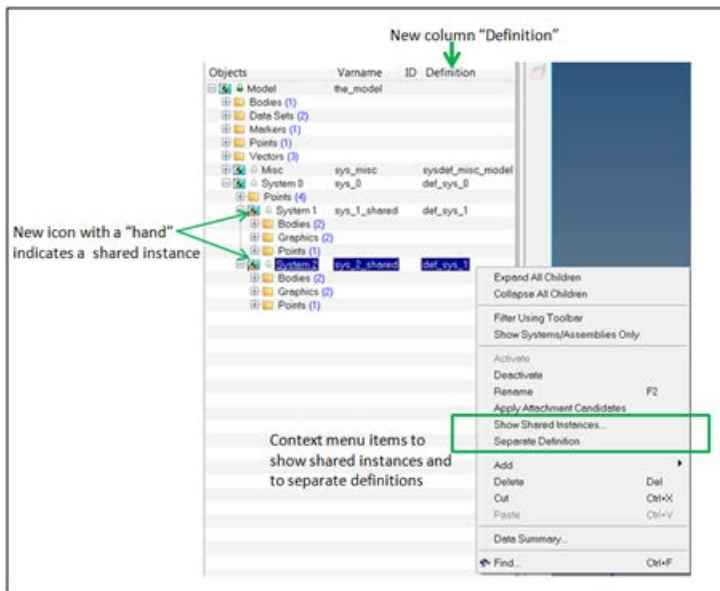 New column "Definition"
Objects Varname ID Definition
Model the_model
Bodies (1)
Data Sets (2)
Markers (1)
Points (1)
Vectors (3)
Misc sys_misc sysdef_misc_model
System 0 sys_0 def_sys_0
Points (4)
System 1 sys_1_shared def_sys_1
Bodies (2)
Graphics (2)
Points (1)
System 2 sys_2_shared def_sys_1
Bodies (2)
Graphics (2)
Points (1)
New icon with a "hand"
indicates a shared instance
Expand All Children
Collapse All Children
Filter Using Toolbar
Show Systems/Assemblies Only
Activate
Deactivate
Rename F2
Apply Attachment Candidates
Show Shared Instances...
Separate Definition
Add
Delete Del
Cut Ctrl+X
Paste Ctrl+V
Data Summary...
Find... Ctrl+F
Context menu items to
show shared instances and
to separate definitions